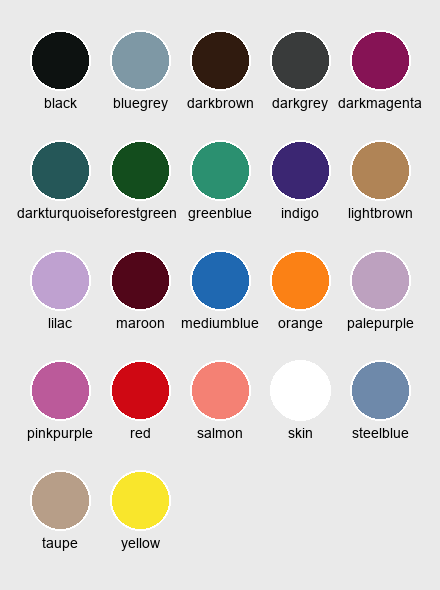 black bluegrey darkbrown darkgrey darkmagenta
darkturquoise forestgreen greenblue indigo lightbrown
lilac maroon mediumblue orange palepurple
pinkpurple red salmon skin steelblue
taupe yellow